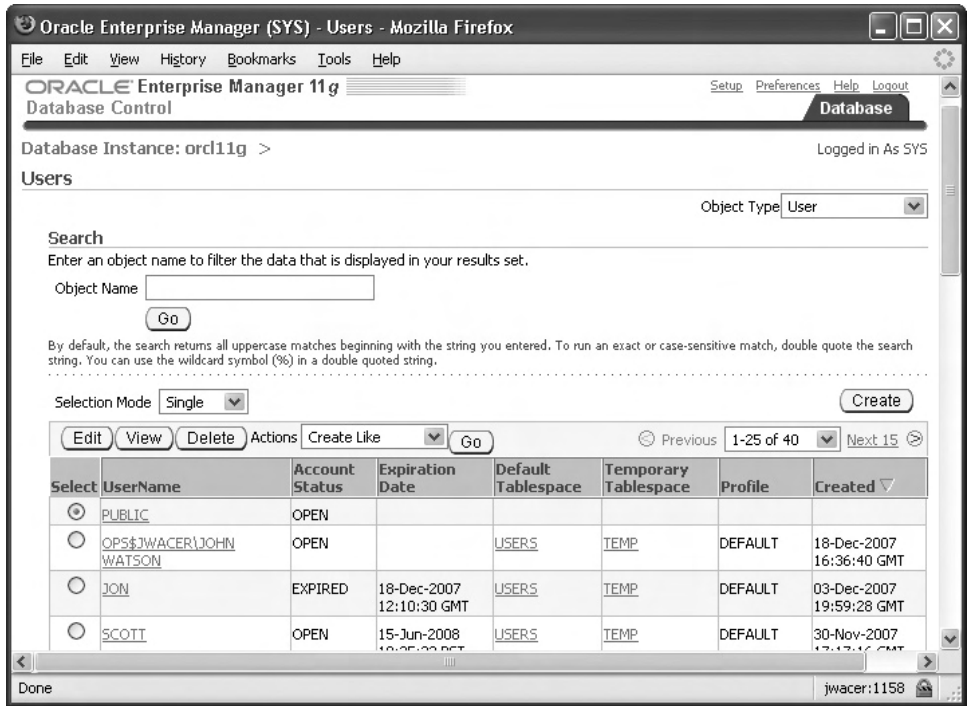 Oracle Enterprise Manager (SYS) - Users - Mozilla Firefox
File Edit View History Bookmarks Tools Help
ORACLE Enterprise Manager 11g
Setup Preferences Help Logout
Database Control
Database
Database Instance: orcl11g >
Logged in As SYS
Users
Object Type User
Search
Enter an object name to filter the data that is displayed in your results set.
Object Name
Go
By default, the search returns all uppercase matches beginning with the string you entered. To run an exact or case-sensitive match, double quote the search
string. You can use the wildcard symbol (%) in a double quoted string.
Selection Mode Single
Create
Edit View Delete Actions Create Like Go Previous 1-25 of 40 Next 15
Select UserName Account Status Expiration Date Default Tablespace Temporary Tablespace Profile Created
PUBLIC OPEN
OPS$JWACER\JOHN WATSON OPEN USERS TEMP DEFAULT 18-Dec-2007 16:36:40 GMT
JON EXPIRED 18-Dec-2007 12:10:30 GMT USERS TEMP DEFAULT 03-Dec-2007 19:59:28 GMT
SCOTT OPEN 15-Jun-2008 USERS TEMP DEFAULT 30-Nov-2007
Done
jwacer:1158